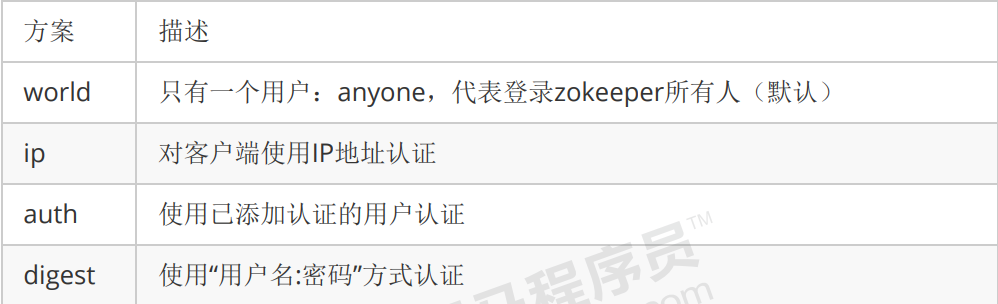 方案 描述
world 只有一个用户：anyone，代表登录zokeeper所有人（默认）
ip 对客户端使用IP地址认证
auth 使用已添加认证的用户认证
digest 使用“用户名:密码”方式认证
程序员™
.com